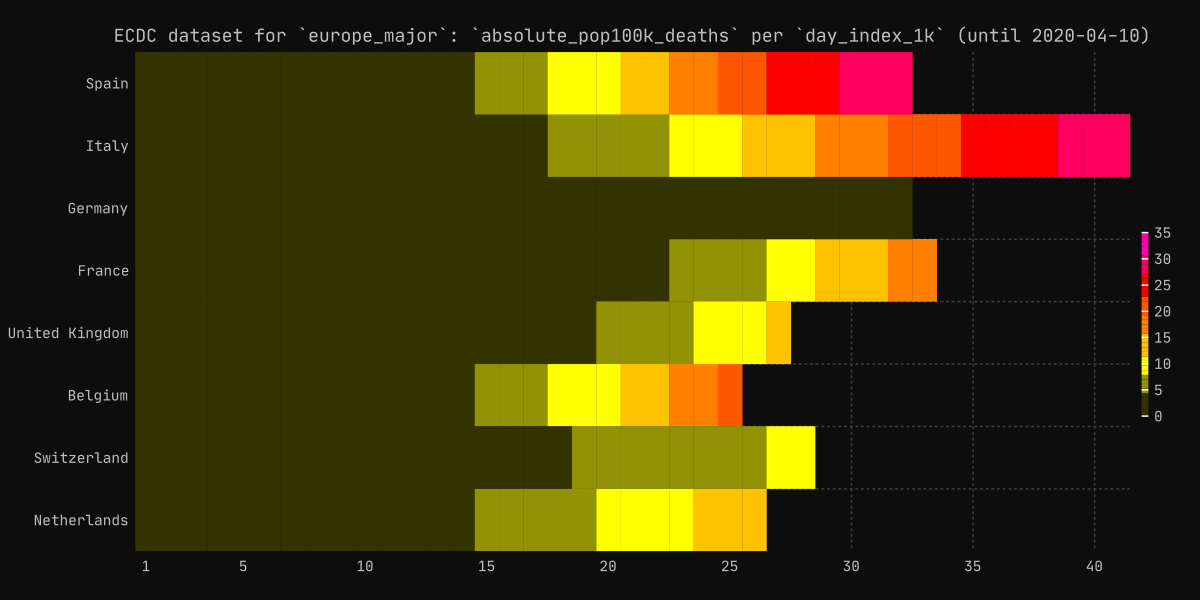 ECDC dataset for `europe_major`: `absolute_pop100k_deaths` per `day_index_1k` (until 2020-04-10)
Spain
Italy
Germany
France
United Kingdom
Belgium
Switzerland
Netherlands
1 5 10 15 20 25 30 35 40
35
30
25
20
15
10
5
0